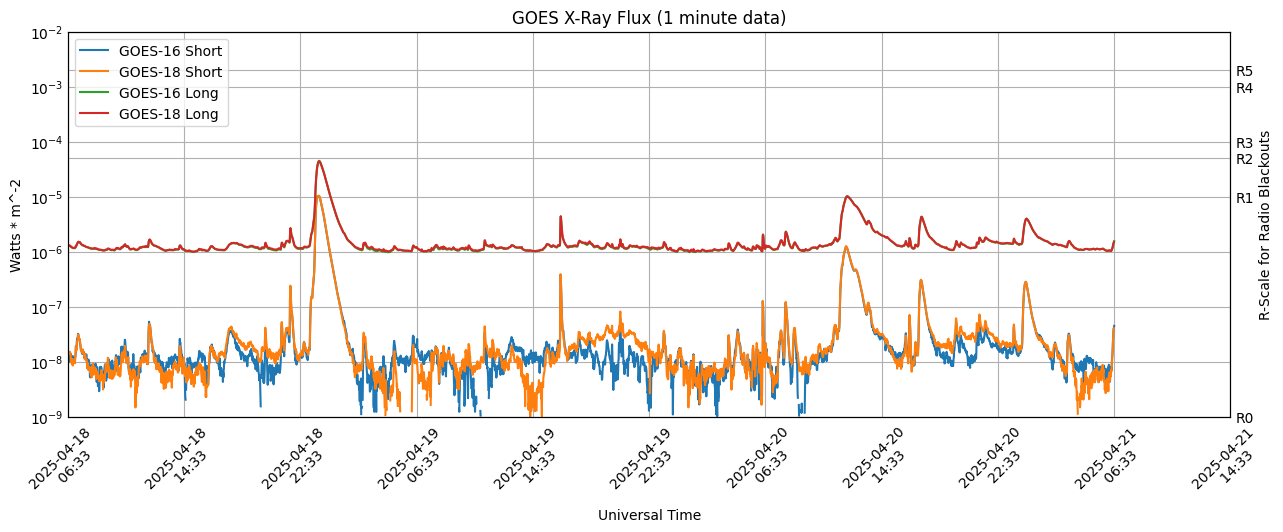 GOES X-Ray Flux (1 minute data)
GOES-16 Short
GOES-18 Short
GOES-16 Long
GOES-18 Long
Watts * m^-2
10⁻²
10⁻³
10⁻⁴
10⁻⁵
10⁻⁶
10⁻⁷
10⁻⁸
10⁻⁹
R5
R4
R3
R2
R1
R0
R-Scale for Radio Blackouts
2025-04-18
06:33
2025-04-18
14:33
2025-04-18
22:33
2025-04-19
06:33
2025-04-19
14:33
2025-04-19
22:33
2025-04-20
06:33
2025-04-20
14:33
2025-04-20
22:33
2025-04-21
06:33
2025-04-21
14:33
Universal Time